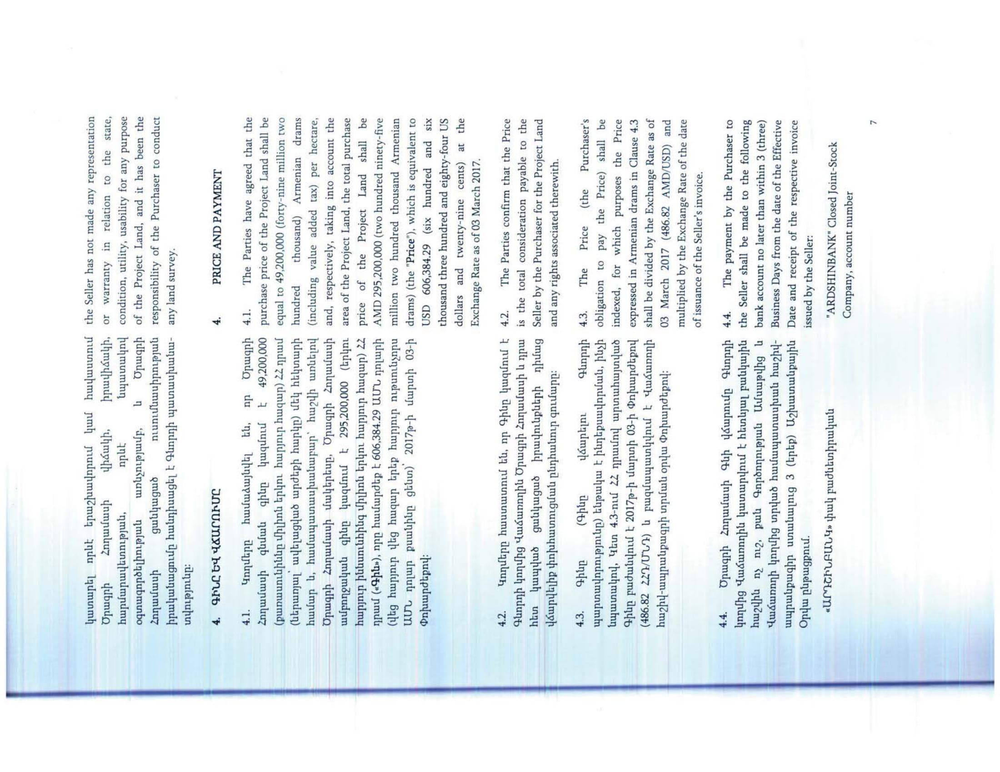 կատարել որևէ երաշխավորում կամ հավաստում
Ծրագրի Հողամասի վիճակի, իրավիճակի,
հարմարավետության, որևէ նպատակով
օգտագործելիության առնչությամբ, և Ծրագրի
Հողամասի ցանկացած ուսումնասիրության
իրականացումը հանդիսացել է Գնորդի պատասխանա-
տվությունը:
4. ԳԻՆԸ ԵՎ ՎՃԱՐՈՒՄԸ
4.1. Կողմերը համաձայնվել են, որ Ծրագրի
Հողամասի գնման գինը կազմում է 49,200,000
(քառասունիննը միլիոն երկու հարյուր հազար) ՀՀ դրամ
(ներառյալ՝ ավելացված արժեքի հարկը) մեկ հեկտարի
համար և, համապատասխանաբար՝ հաշվի առնելով
Ծրագրի Հողամասի մակերեսը, Ծրագրի Հողամասի
ամբողջական գինը կազմում է 295,200,000 (երկու
հարյուր իննսունհինգ միլիոն երկու հարյուր հազար) ՀՀ
դրամ («Գին»), որը համարժեք է 606,384.29 ԱՄՆ դոլարի
(վեց հարյուր վեց հազար երեք հարյուր ութսունչորս
ԱՄՆ դոլար քսանինը ցենտ)՝ 2017թ-ի մարտի 03-ի
Փոխարժեքով:
4.2. Կողմերը հաստատում են, որ Գինը կազմում է
Գնորդի կողմից Վաճառողին Ծրագրի Հողամասի և դրա
հետ կապված ցանկացած իրավունքների դիմաց
վճարվելիք փոխհատուցման ընդհանուր գումարը:
4.3. Գինը (Գինը վճարելու Գնորդի
պարտավորությունը) ենթակա է ինդեքսավորման, ինչի
նպատակով, Կետ 4.3-ում ՀՀ դրամով արտահայտված
Գինը բաժանվում է 2017թ-ի մարտի 03-ի Փոխարժեքով
(486.82 ՀՀԴ/ՄՆԴ) և բազմապատկվում է Վաճառողի
հաշիվ-ապրանքագրի տրման օրվա Փոխարժեքով:
4.4. Ծրագրի Հողամասի Գնի վճարումը Գնորդի
կողմից Վաճառողին կատարվում է հետևյալ բանկային
հաշվին ոչ ուշ, քան Գործողության Ամսաթվից և
Վաճառողի կողմից տրված համապատասխան հաշիվ-
ապրանքագիր ստանալուց 3 (երեք) Աշխատանքային
Օրվա ընթացքում.
«ԱՐԴՇԻՆԲԱՆԿ» փակ բաժնետիրական
the Seller has not made any representation
or warranty in relation to the state,
condition, utility, usability for any purpose
of the Project Land, and it has been the
responsibility of the Purchaser to conduct
any land survey.
4. PRICE AND PAYMENT
4.1. The Parties have agreed that the
purchase price of the Project Land shall be
equal to 49,200,000 (forty-nine million two
hundred thousand) Armenian drams
(including value added tax) per hectare,
and, respectively, taking into account the
area of the Project Land, the total purchase
price of the Project Land shall be
AMD 295,200,000 (two hundred ninety-five
million two hundred thousand Armenian
drams) (the "Price"), which is equivalent to
USD 606,384.29 (six hundred and six
thousand three hundred and eighty-four US
dollars and twenty-nine cents) at the
Exchange Rate as of 03 March 2017.
4.2. The Parties confirm that the Price
is the total consideration payable to the
Seller by the Purchaser for the Project Land
and any rights associated therewith.
4.3. The Price (the Purchaser's
obligation to pay the Price) shall be
indexed, for which purposes the Price
expressed in Armenian drams in Clause 4.3
shall be divided by the Exchange Rate as of
03 March 2017 (486.82 AMD/USD) and
multiplied by the Exchange Rate of the date
of issuance of the Seller's invoice.
4.4. The payment by the Purchaser to
the Seller shall be made to the following
bank account no later than within 3 (three)
Business Days from the date of the Effective
Date and receipt of the respective invoice
issued by the Seller:
"ARDSHINBANK" Closed Joint-Stock
Company, account number
7